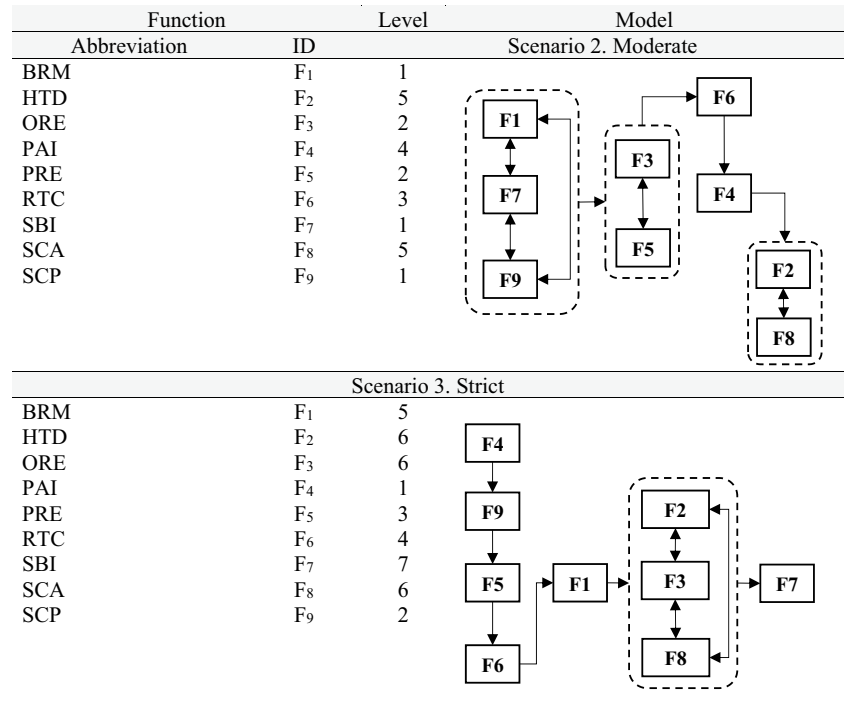 Function Level Model
Abbreviation ID Scenario 2. Moderate
BRM F1 1
HTD F2 5
ORE F3 2
PAI F4 4
PRE F5 2
RTC F6 3
SBI F7 1
SCA F8 5
SCP F9 1
F1
F7
F9
F3
F5
F6
F4
F2
F8
Scenario 3. Strict
BRM F1 5
HTD F2 6
ORE F3 6
PAI F4 1
PRE F5 3
RTC F6 4
SBI F7 7
SCA F8 6
SCP F9 2
F4
F9
F5
F6
F1
F2
F3
F8
F7